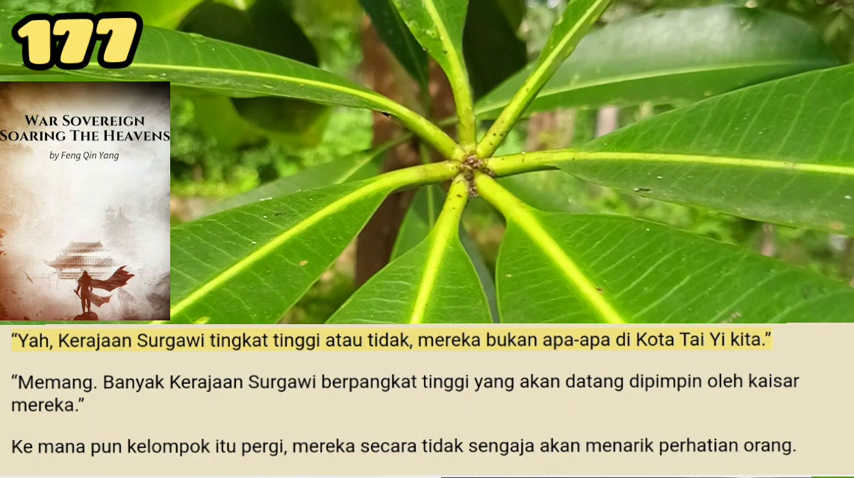 177
WAR SOVEREIGN
SOARING THE HEAVENS
by Feng Qin Yang
“Yah, Kerajaan Surgawi tingkat tinggi atau tidak, mereka bukan apa-apa di Kota Tai Yi kita.”
“Memang. Banyak Kerajaan Surgawi berpangkat tinggi yang akan datang dipimpin oleh kaisar
mereka.”
Ke mana pun kelompok itu pergi, mereka secara tidak sengaja akan menarik perhatian orang.